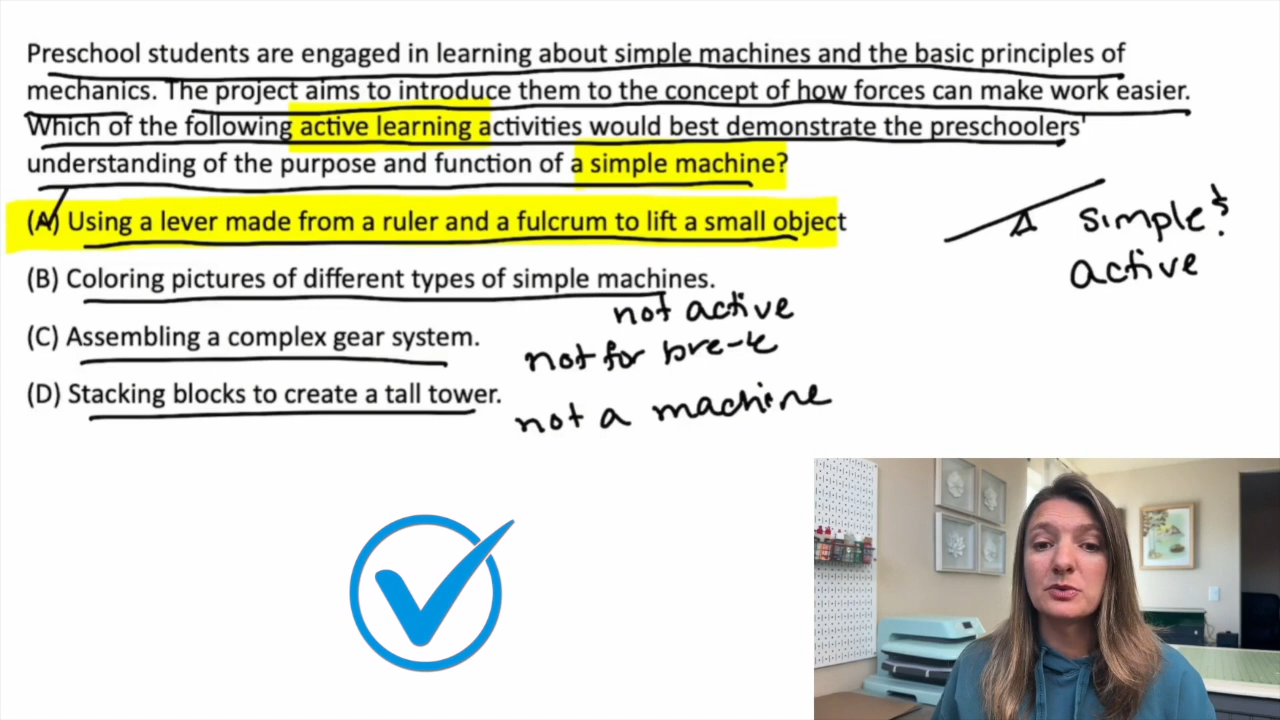 Preschool students are engaged in learning about simple machines and the basic principles of
mechanics. The project aims to introduce them to the concept of how forces can make work easier.
Which of the following active learning activities would best demonstrate the preschoolers'
understanding of the purpose and function of a simple machine?
(A) Using a lever made from a ruler and a fulcrum to lift a small object
simple &
active
(B) Coloring pictures of different types of simple machines.
not active
(C) Assembling a complex gear system.
not for pre-k
(D) Stacking blocks to create a tall tower.
not a machine